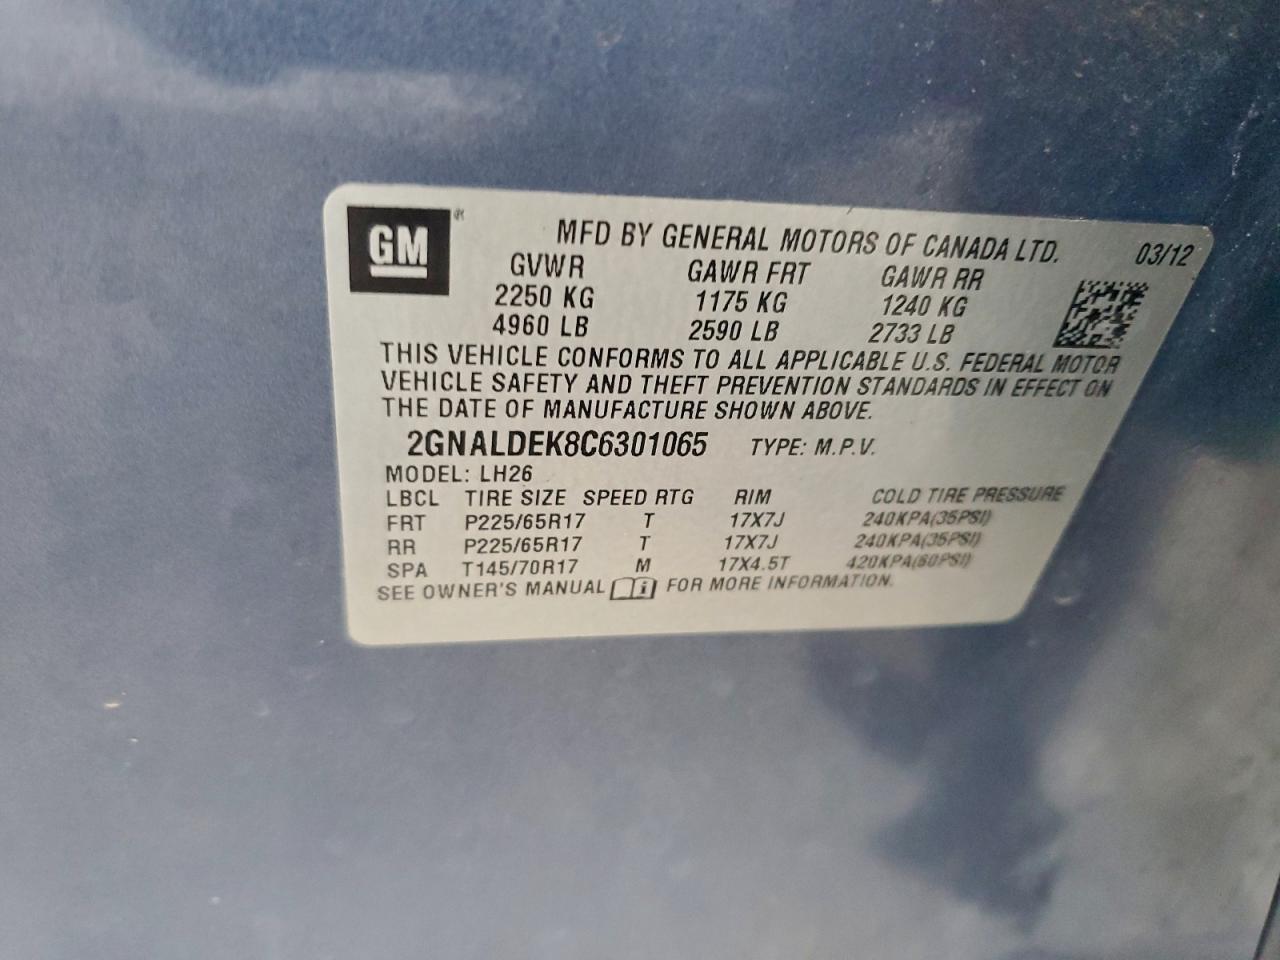 GM
MFD BY GENERAL MOTORS OF CANADA LTD. 03/12
GVWR GAWR FRT GAWR RR
2250 KG 1175 KG 1240 KG
4960 LB 2590 LB 2733 LB
THIS VEHICLE CONFORMS TO ALL APPLICABLE U.S. FEDERAL MOTOR
VEHICLE SAFETY AND THEFT PREVENTION STANDARDS IN EFFECT ON
THE DATE OF MANUFACTURE SHOWN ABOVE.
2GNALDEK8C6301065 TYPE: M.P.V.
MODEL: LH26
LBCL TIRE SIZE SPEED RTG RIM COLD TIRE PRESSURE
FRT P225/65R17 T 17X7J 240KPA(35PSI)
RR P225/65R17 T 17X7J 240KPA(35PSI)
SPA T145/70R17 M 17X4.5T 420KPA(60PSI)
SEE OWNER'S MANUAL FOR MORE INFORMATION.